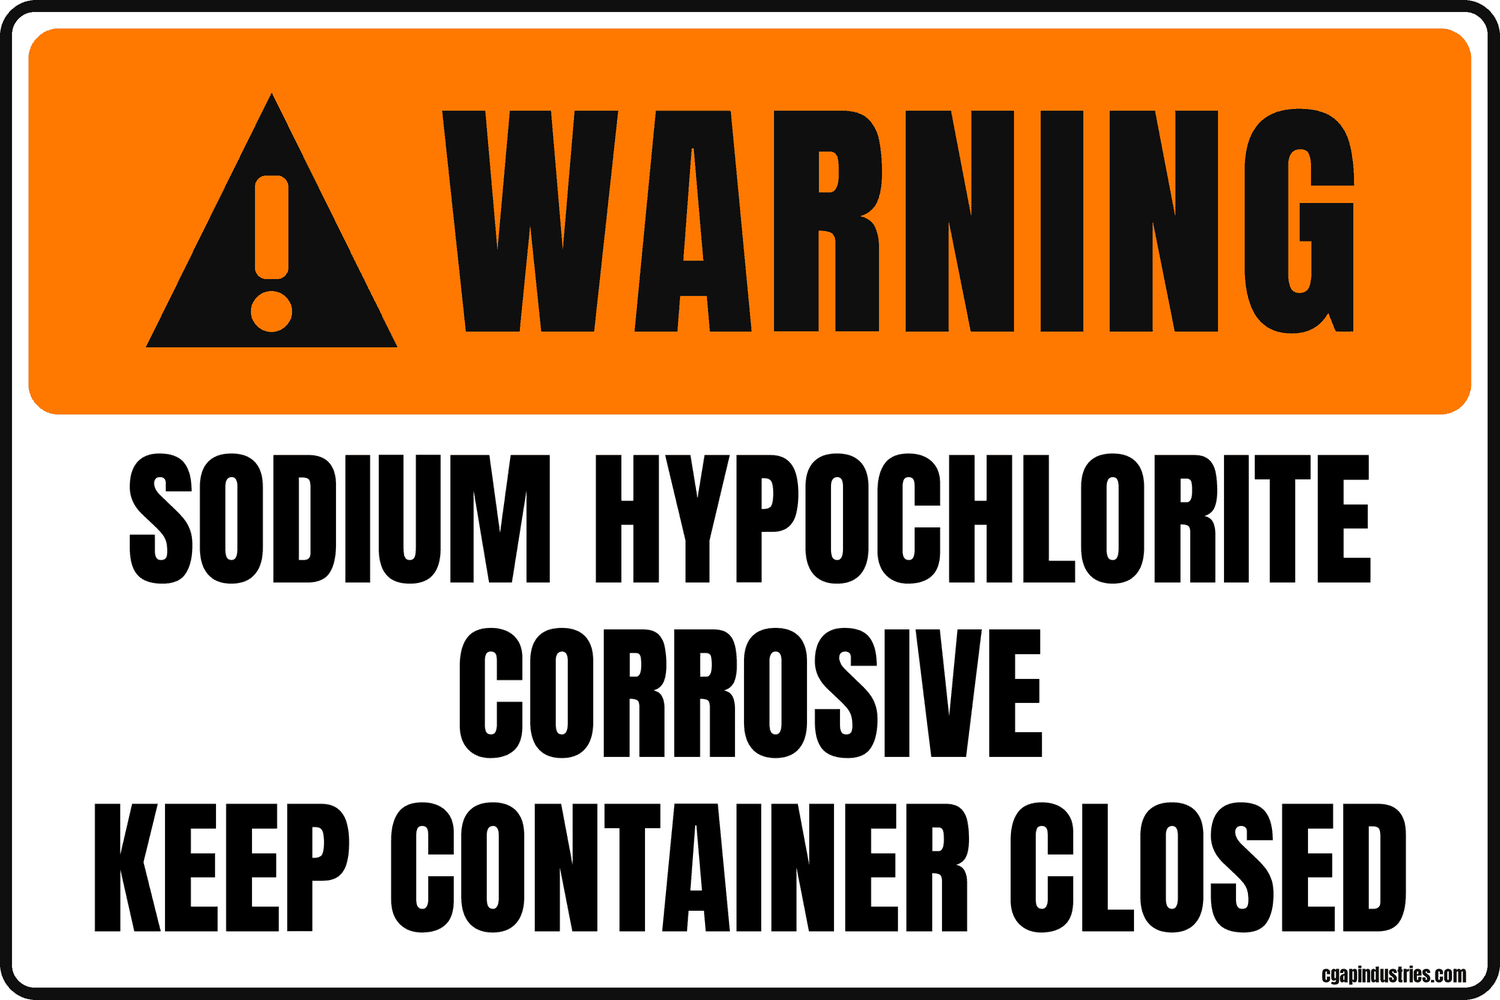 WARNING
SODIUM HYPOCHLORITE
CORROSIVE
KEEP CONTAINER CLOSED
cgapindustries.com